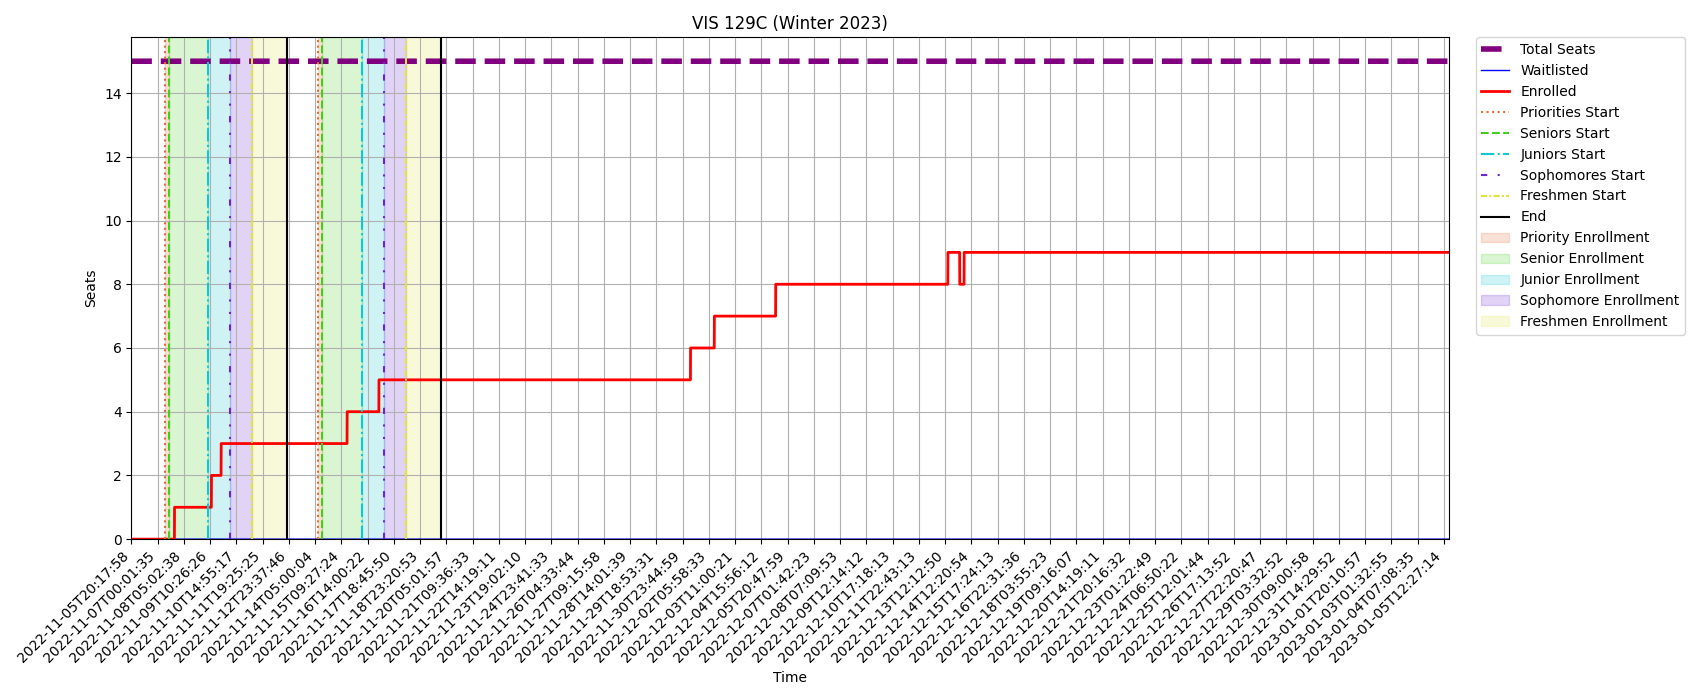 VIS 129C (Winter 2023)
Seats
14
12
10
8
6
4
2
0
2022-11-05T20:17:58
2022-11-07T00:01:35
2022-11-08T05:02:38
2022-11-09T10:26:26
2022-11-10T14:55:17
2022-11-11T19:25:25
2022-11-12T23:37:46
2022-11-14T05:00:04
2022-11-15T09:27:24
2022-11-16T14:00:22
2022-11-17T18:45:50
2022-11-18T23:20:53
2022-11-20T05:01:57
2022-11-21T09:36:33
2022-11-22T14:19:11
2022-11-23T19:02:10
2022-11-24T23:41:33
2022-11-26T04:33:44
2022-11-27T09:15:58
2022-11-28T14:01:39
2022-11-29T18:53:31
2022-11-30T23:44:59
2022-12-02T05:58:33
2022-12-03T11:00:21
2022-12-04T15:56:12
2022-12-05T20:47:59
2022-12-07T01:42:23
2022-12-08T07:09:53
2022-12-09T12:14:12
2022-12-10T17:18:13
2022-12-11T22:43:13
2022-12-13T12:12:50
2022-12-14T12:20:54
2022-12-15T17:24:13
2022-12-16T22:31:36
2022-12-18T03:55:23
2022-12-19T09:16:07
2022-12-20T14:19:11
2022-12-21T20:16:32
2022-12-23T01:22:49
2022-12-24T06:50:22
2022-12-25T12:01:44
2022-12-26T17:13:52
2022-12-27T22:20:47
2022-12-29T03:32:52
2022-12-30T09:00:58
2022-12-31T14:29:52
2023-01-01T20:10:57
2023-01-03T01:32:55
2023-01-04T07:08:35
2023-01-05T12:27:14
Time
Total Seats
Waitlisted
Enrolled
Priorities Start
Seniors Start
Juniors Start
Sophomores Start
Freshmen Start
End
Priority Enrollment
Senior Enrollment
Junior Enrollment
Sophomore Enrollment
Freshmen Enrollment